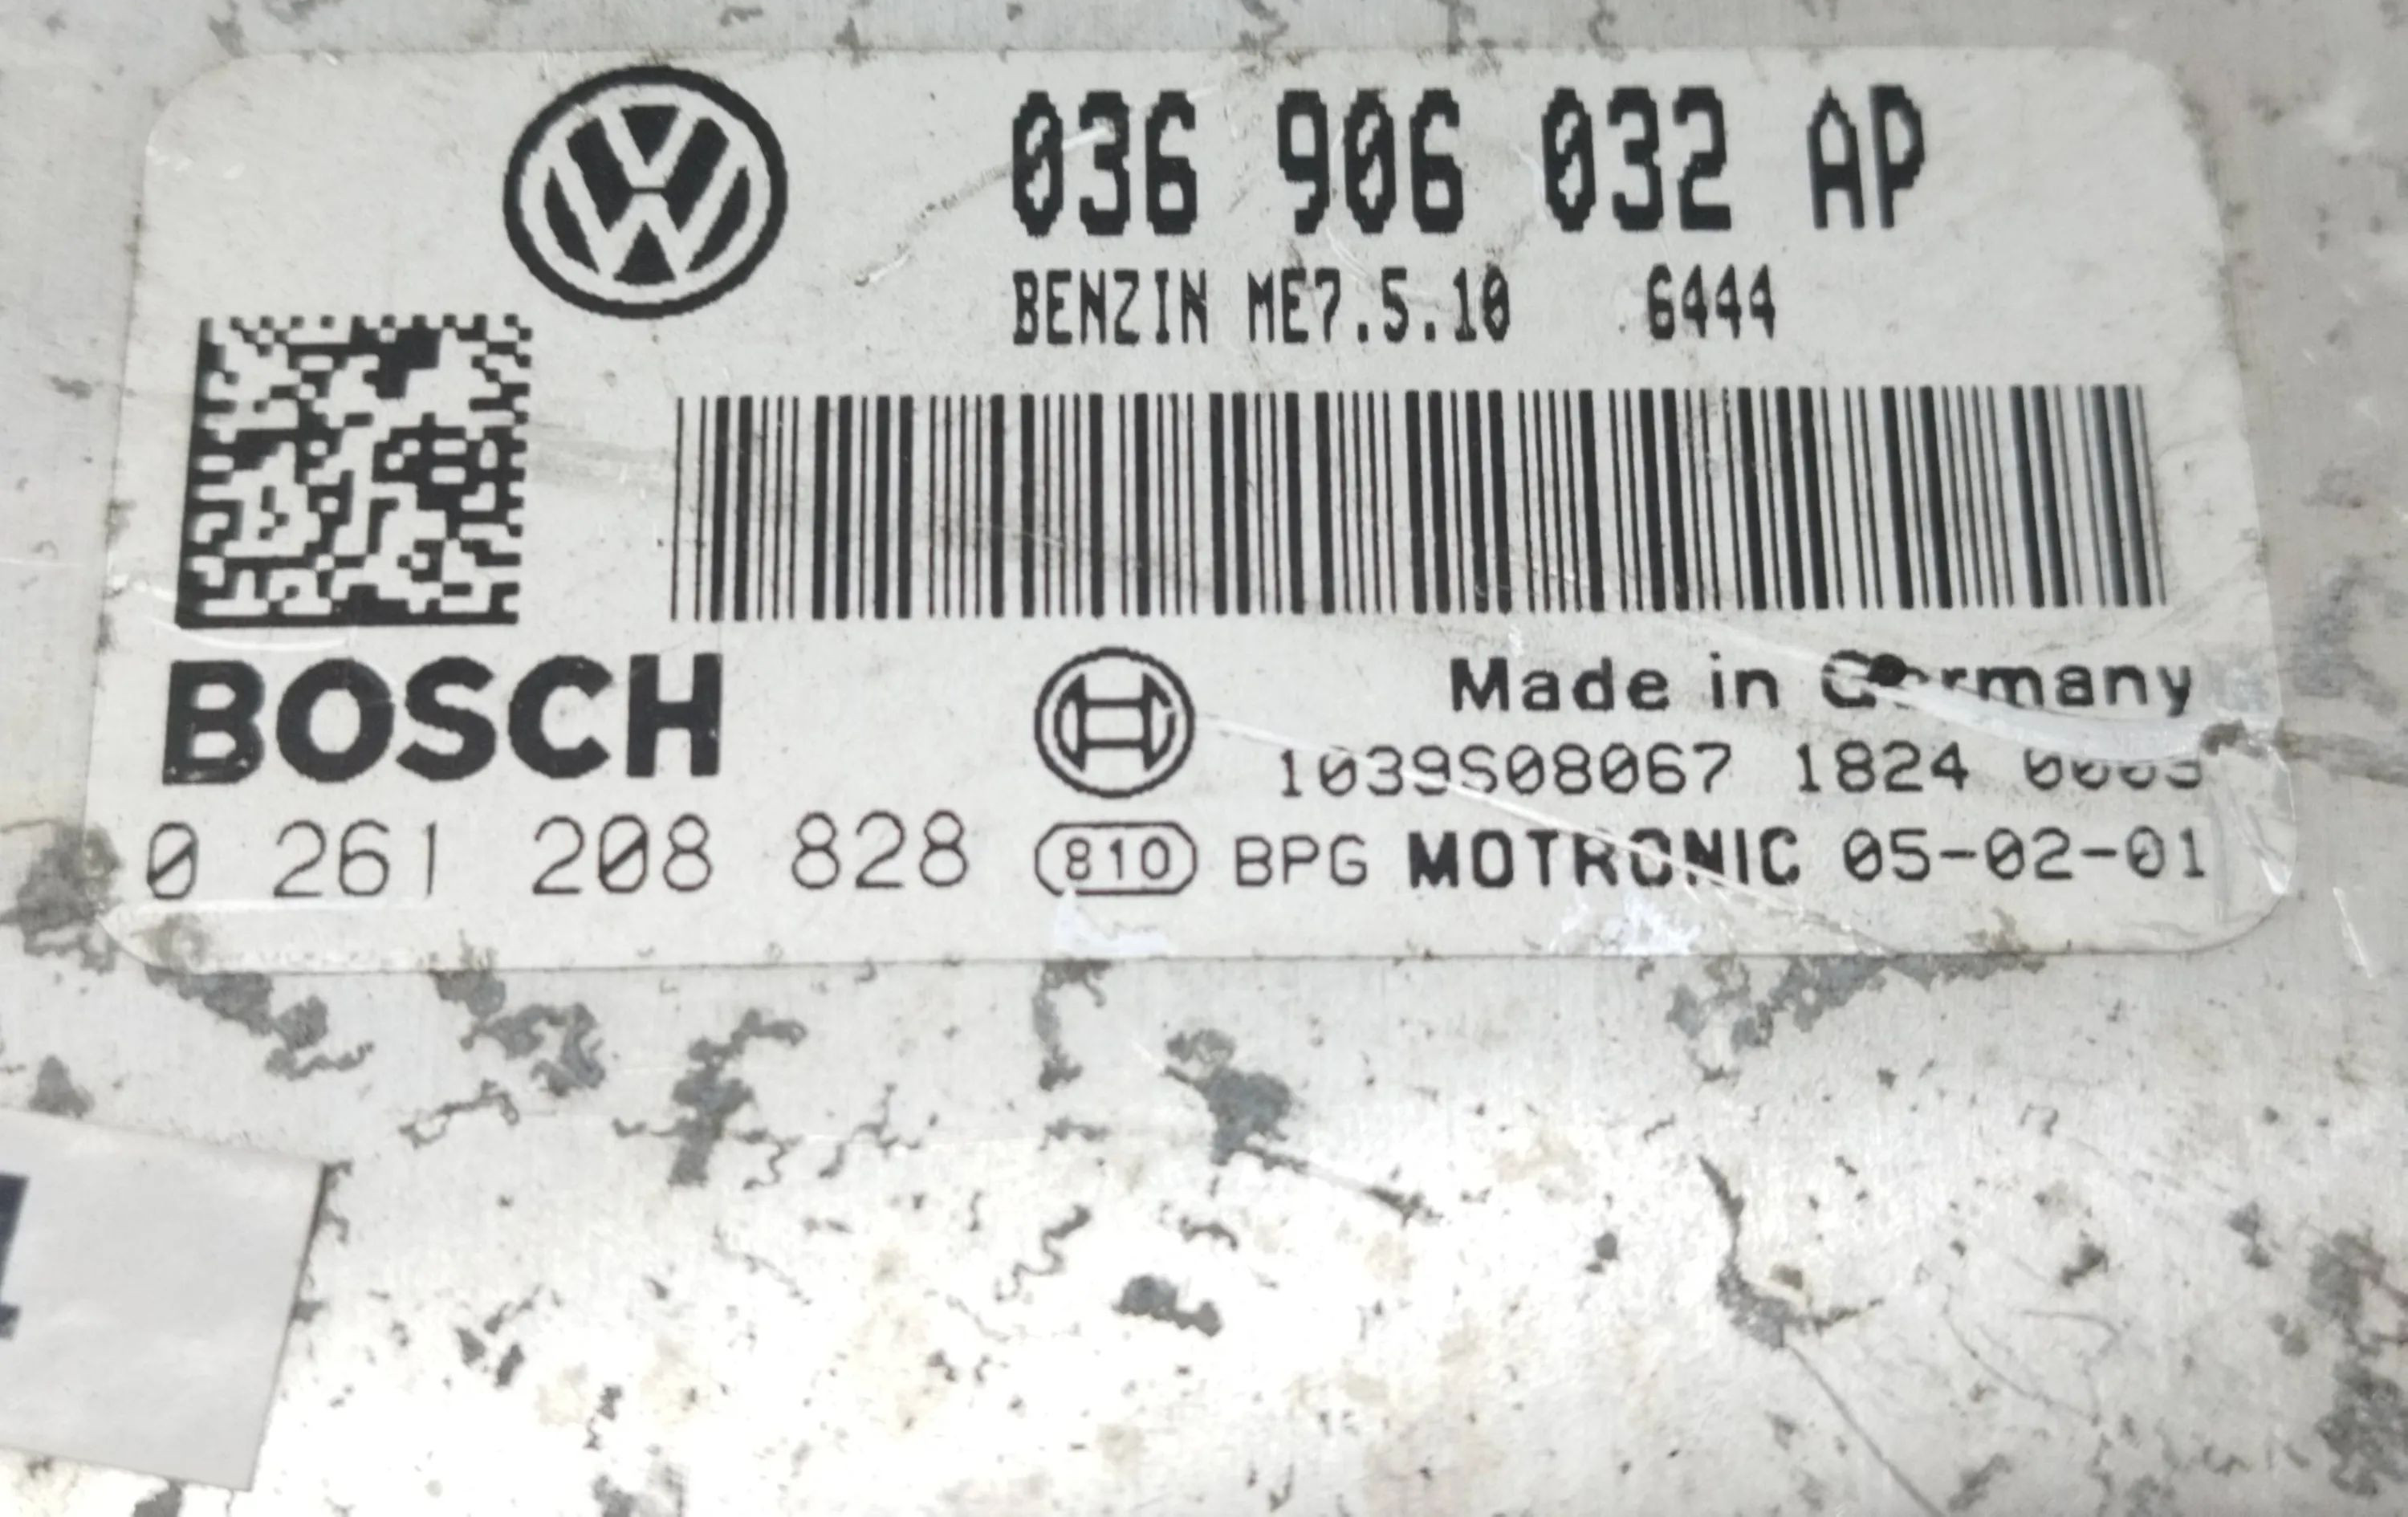 036 906 032 AP
BENZIN ME7.5.10 6444
BOSCH
Made in Germany
1039S08067 1824
0 261 208 828
810 BPG MOTRONIC 05-02-01